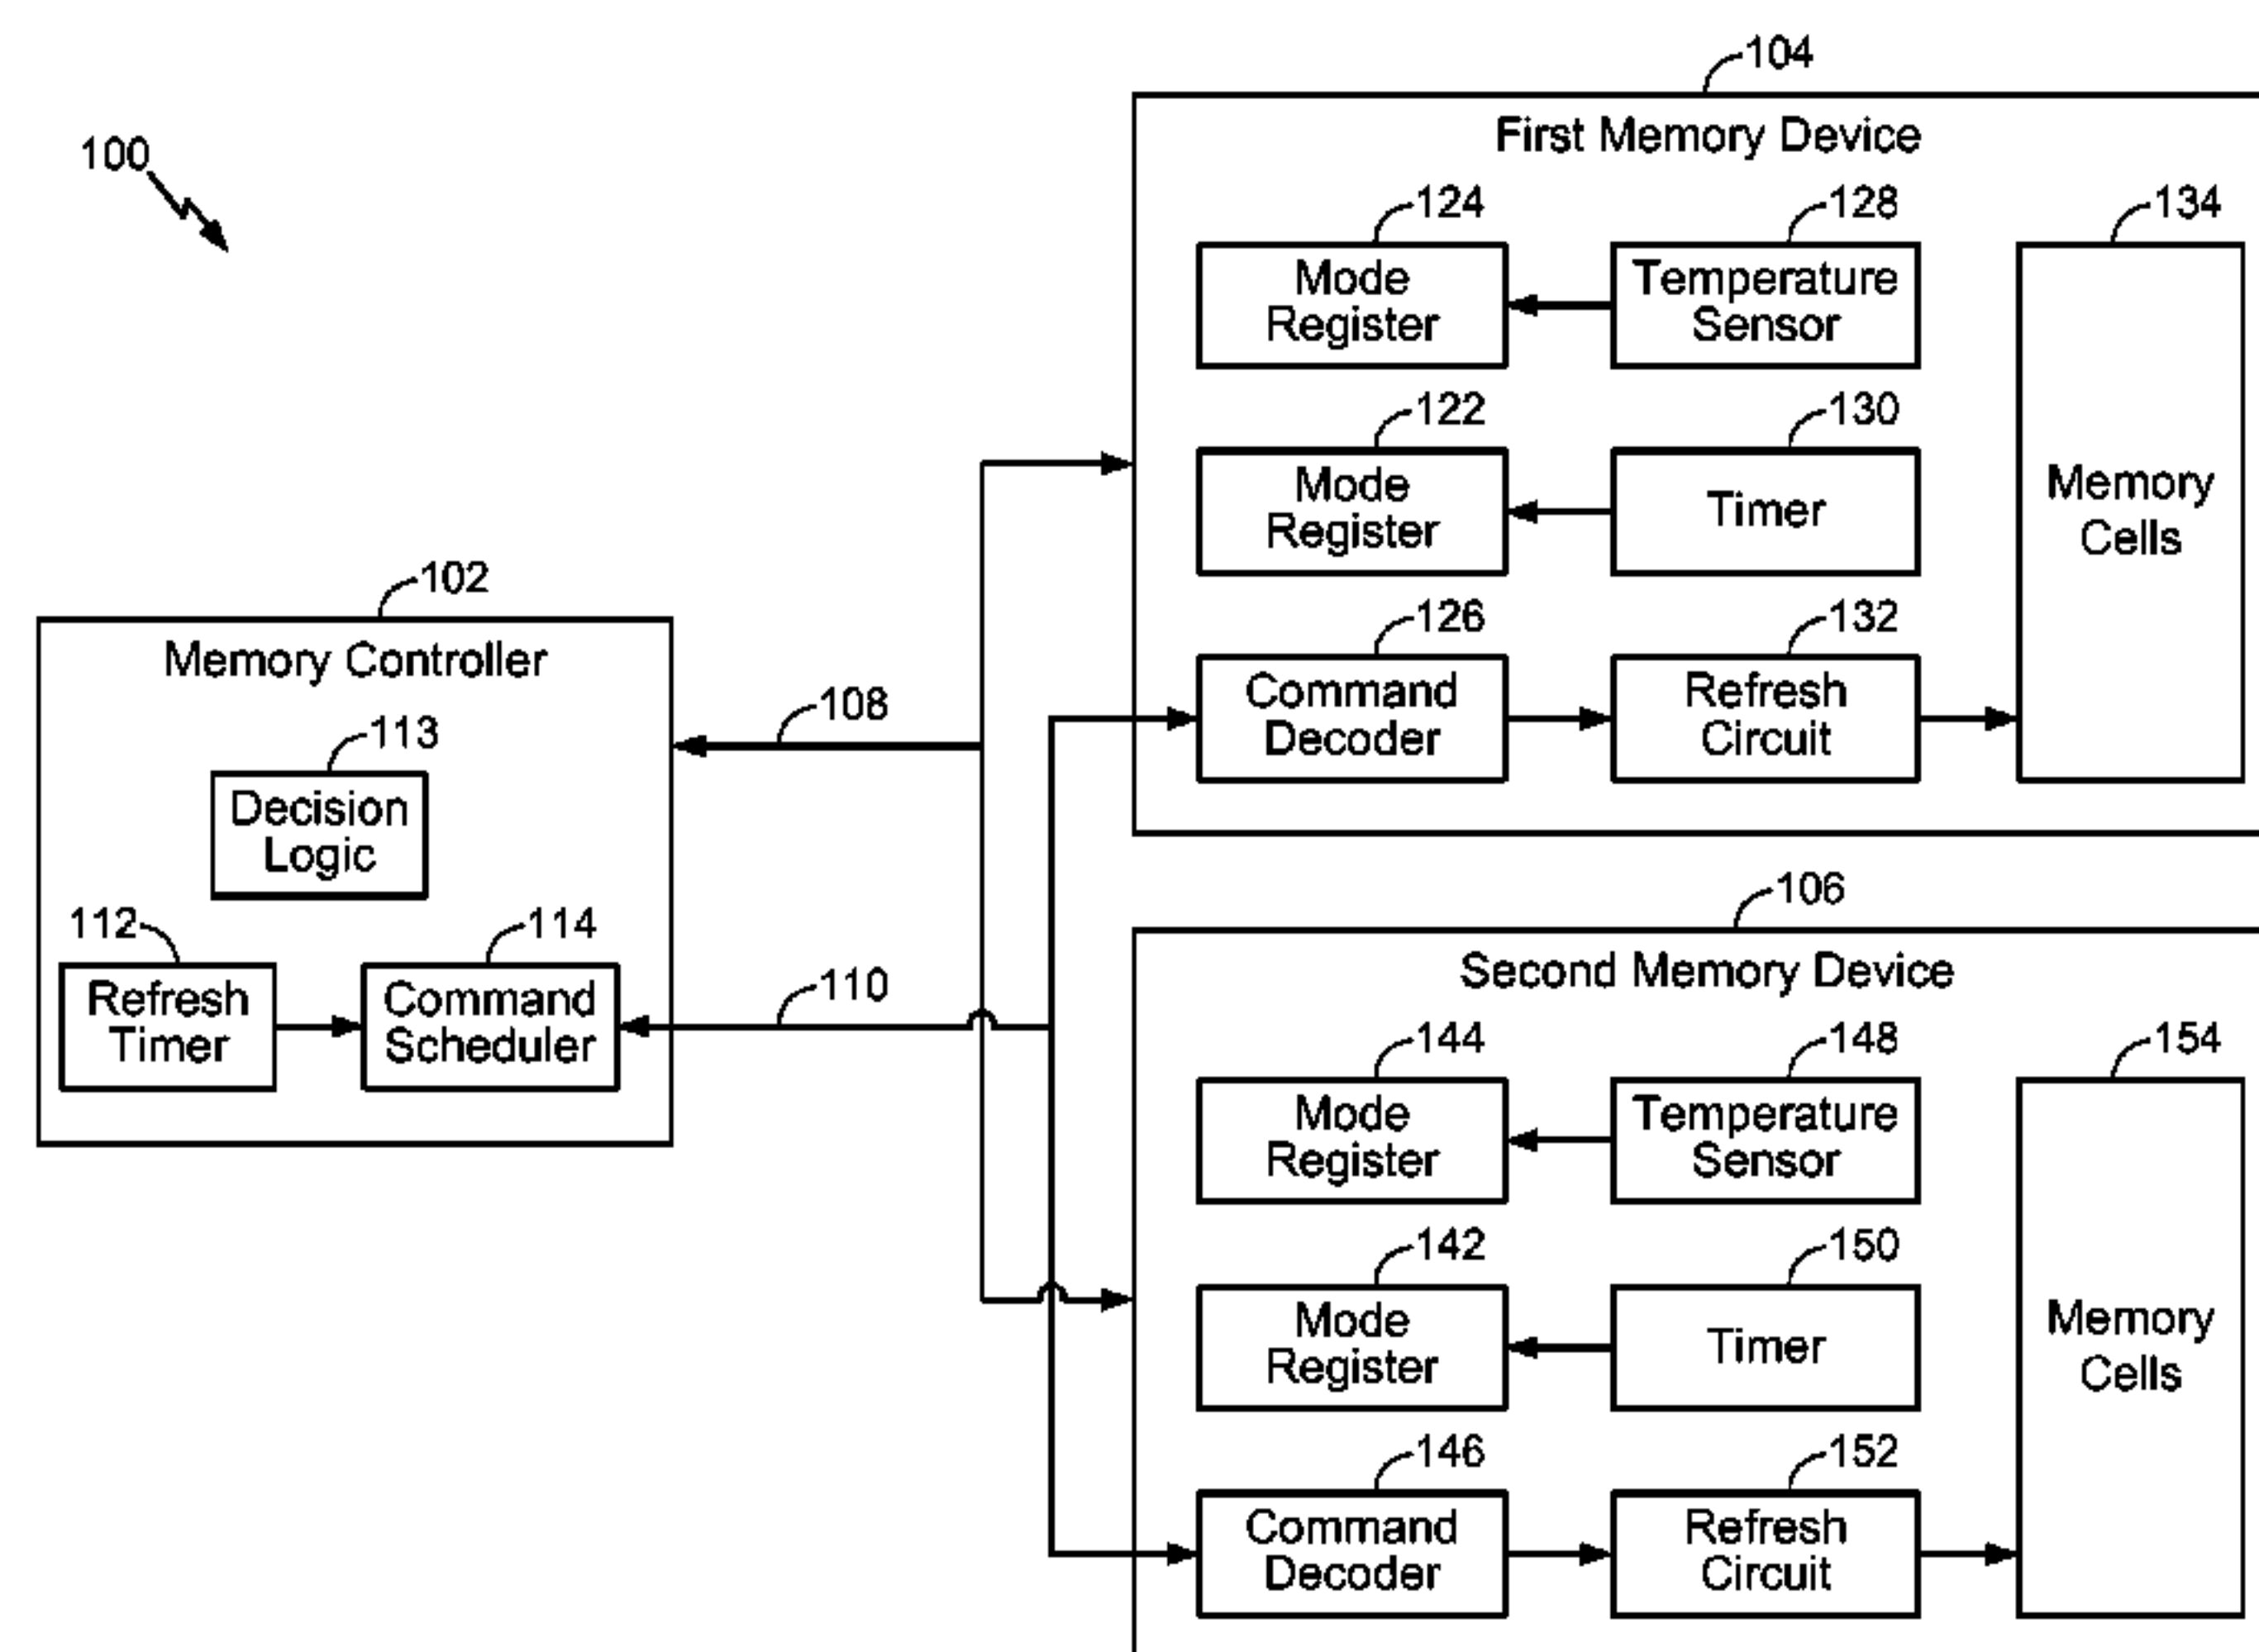 100
102
Memory Controller
113
Decision
Logic
112
114
Refresh
Timer
Command
Scheduler
108
110
104
First Memory Device
124
128
134
Mode
Register
Temperature
Sensor
Memory
Cells
122
130
Mode
Register
Timer
126
132
Command
Decoder
Refresh
Circuit
106
Second Memory Device
144
148
154
Mode
Register
Temperature
Sensor
Memory
Cells
142
150
Mode
Register
Timer
146
152
Command
Decoder
Refresh
Circuit